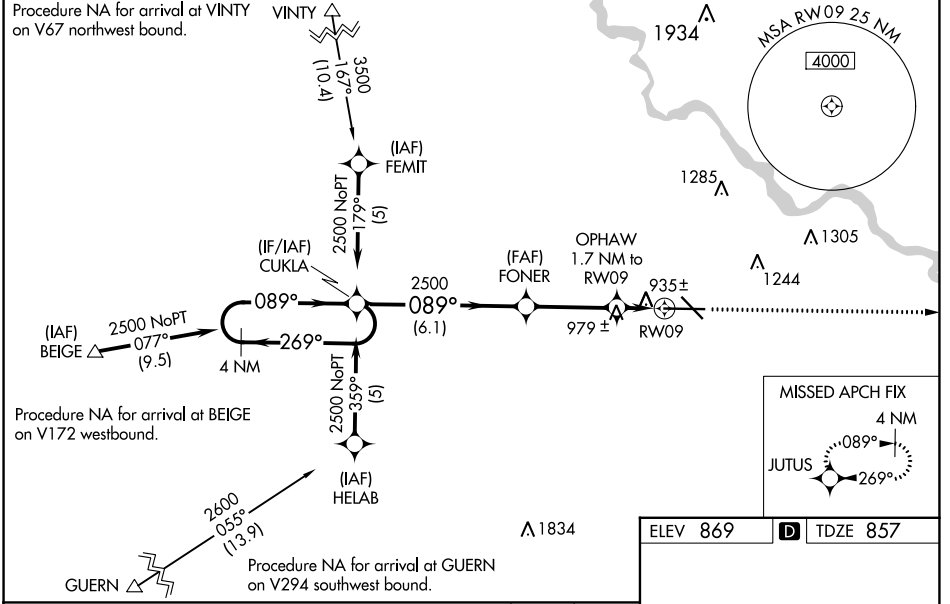 Procedure NA for arrival at VINTY
on V67 northwest bound.
VINTY
3500
167°
(10.4)
1934
MSA RW09 25 NM
4000
(IAF)
FEMIT
2500 NoPT
179°
(5)
1285
1305
1244
(IF/IAF)
CUKLA
2500
089°
(6.1)
(FAF)
FONER
OPHAW
1.7 NM to
RW09
935±
979 ±
RW09
089°
269°
4 NM
(IAF)
BEIGE
2500 NoPT
077°
(9.5)
2500 NoPT
359°
(5)
Procedure NA for arrival at BEIGE
on V172 westbound.
(IAF)
HELAB
MISSED APCH FIX
4 NM
089°
JUTUS
269°
2600
055°
(13.9)
GUERN
Procedure NA for arrival at GUERN
on V294 southwest bound.
1834
ELEV 869 D TDZE 857